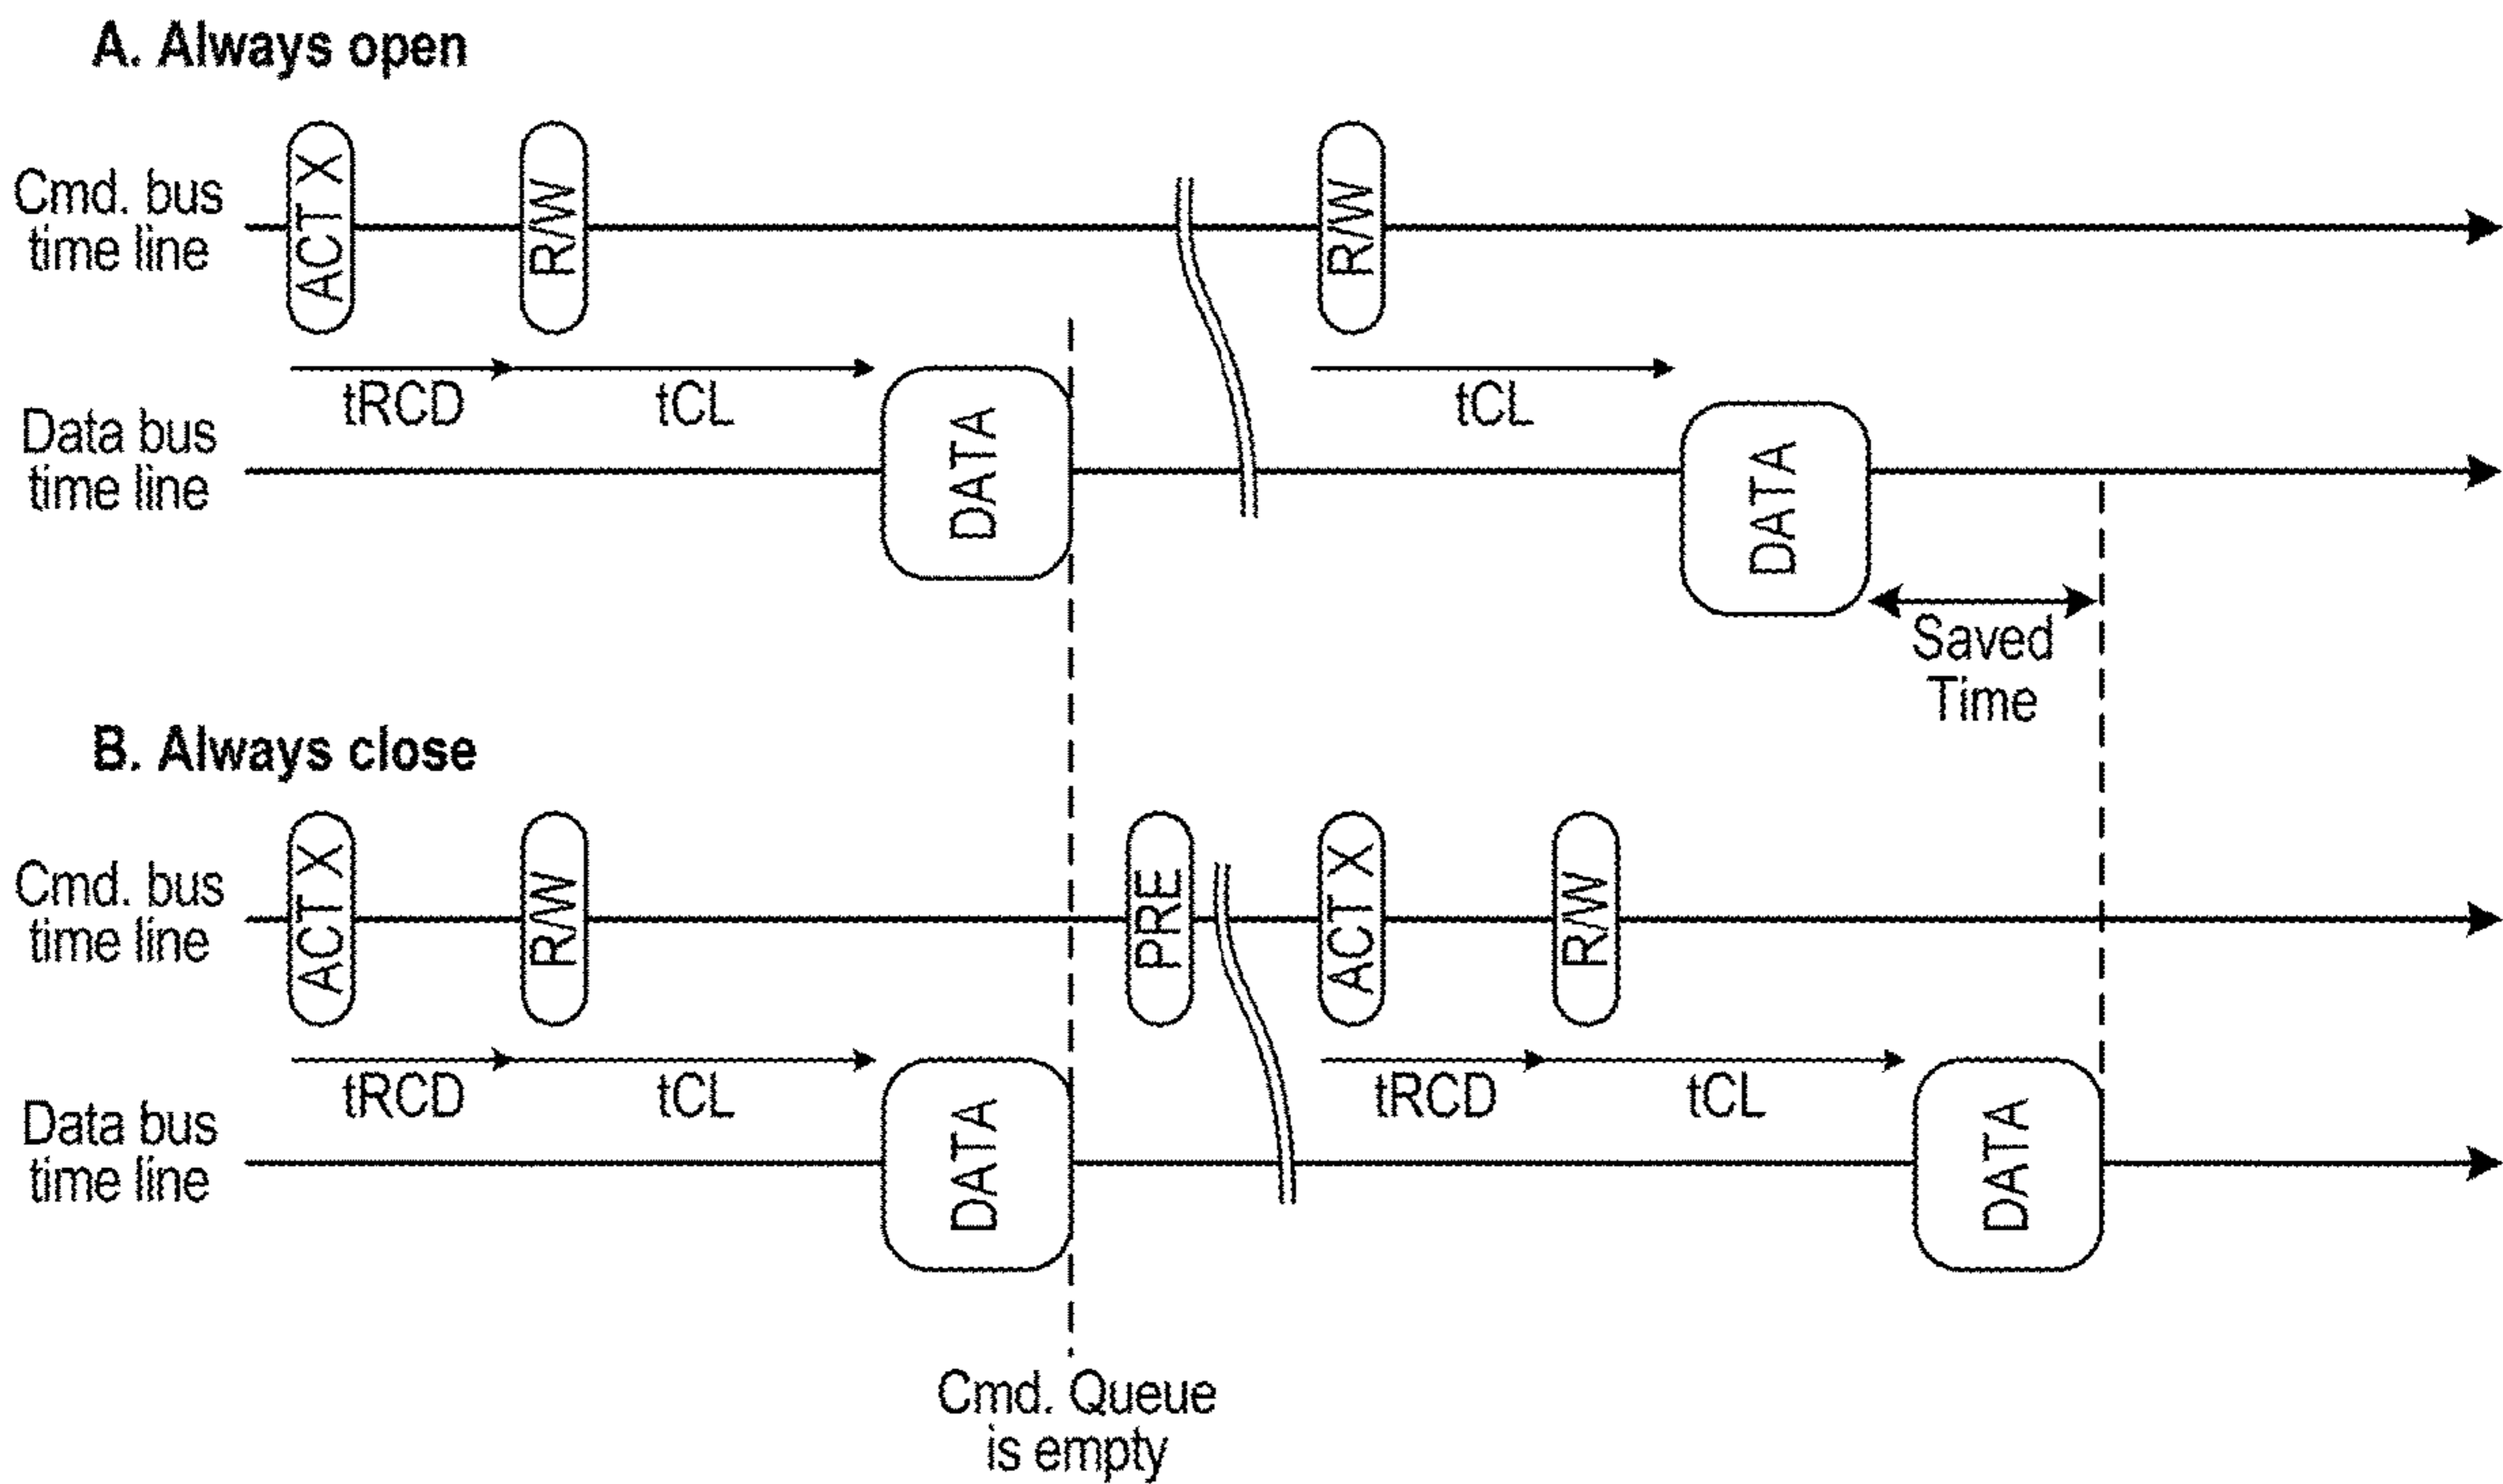 A. Always open
Cmd. bus
time line
ACT X
R/W
R/W
tRCD
tCL
tCL
Data bus
time line
DATA
DATA
Saved
Time
B. Always close
Cmd. bus
time line
ACT X
R/W
PRE
ACT X
R/W
tRCD
tCL
tRCD
tCL
Data bus
time line
DATA
DATA
Cmd. Queue
is empty